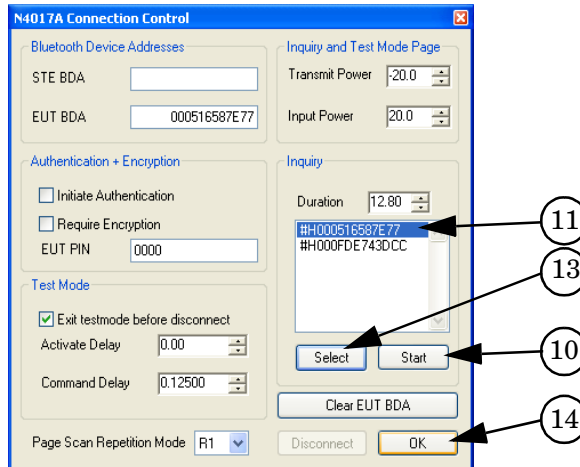 N4017A Connection Control
Bluetooth Device Addresses
STE BDA
EUT BDA 000516587E77
Inquiry and Test Mode Page
Transmit Power -20.0
Input Power 20.0
Authentication + Encryption
Initiate Authentication
Require Encryption
EUT PIN 0000
Inquiry
Duration 12.80
#H000516587E77
#H000FDE743DCC
Select Start
Test Mode
Exit testmode before disconnect
Activate Delay 0.00
Command Delay 0.12500
Clear EUT BDA
Page Scan Repetition Mode R1
Disconnect OK
11
13
10
14